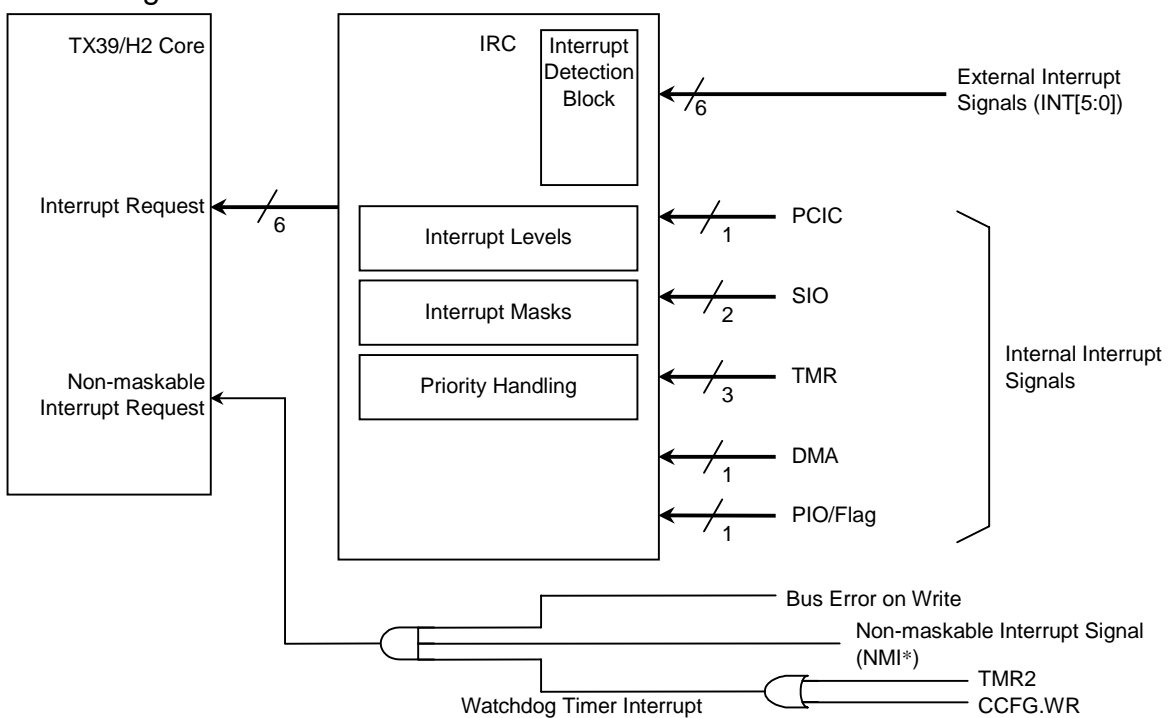 TX39/H2 Core
IRC
Interrupt
Detection
Block
External Interrupt
Signals (INT[5:0])
6
Interrupt Request
6
Interrupt Levels
Interrupt Masks
Priority Handling
PCIC
1
SIO
2
TMR
3
DMA
1
PIO/Flag
1
Internal Interrupt
Signals
Non-maskable
Interrupt Request
Bus Error on Write
Non-maskable Interrupt Signal
(NMI*)
TMR2
CCFG.WR
Watchdog Timer Interrupt